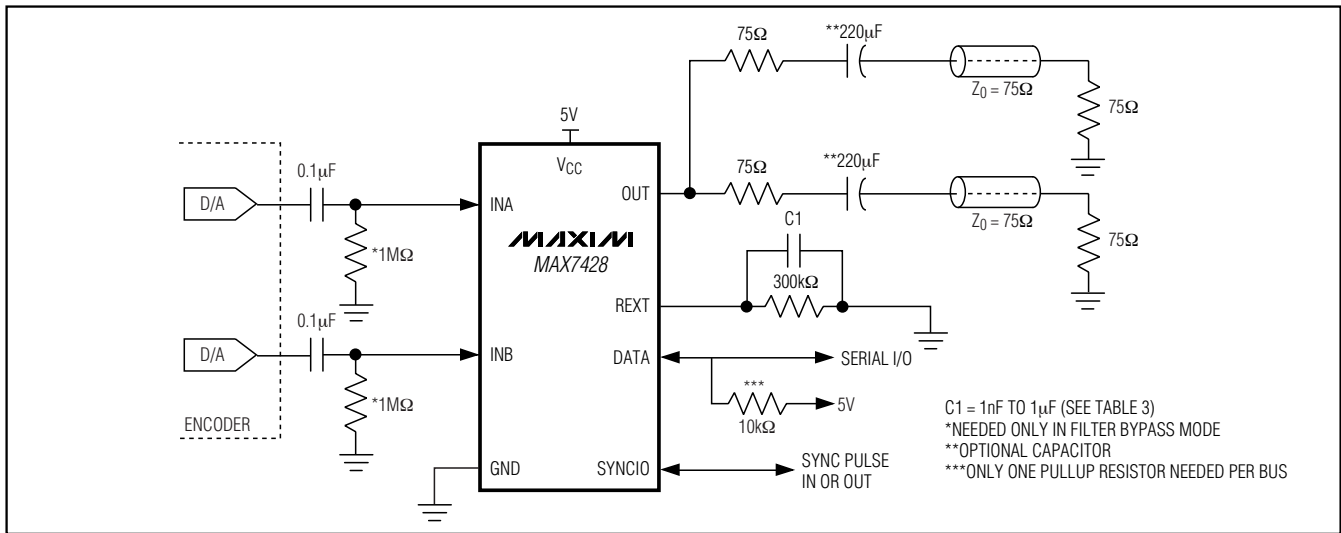 75Ω
**220µF
Z0 = 75Ω
75Ω
5V
VCC
75Ω
**220µF
Z0 = 75Ω
75Ω
ENCODER
D/A
0.1µF
*1MΩ
D/A
0.1µF
*1MΩ
INA
INB
GND
MAXIM
MAX7428
OUT
REXT
DATA
SYNCIO
C1
300kΩ
SERIAL I/O
***
10kΩ
5V
SYNC PULSE
IN OR OUT
C1 = 1nF TO 1µF (SEE TABLE 3)
*NEEDED ONLY IN FILTER BYPASS MODE
**OPTIONAL CAPACITOR
***ONLY ONE PULLUP RESISTOR NEEDED PER BUS